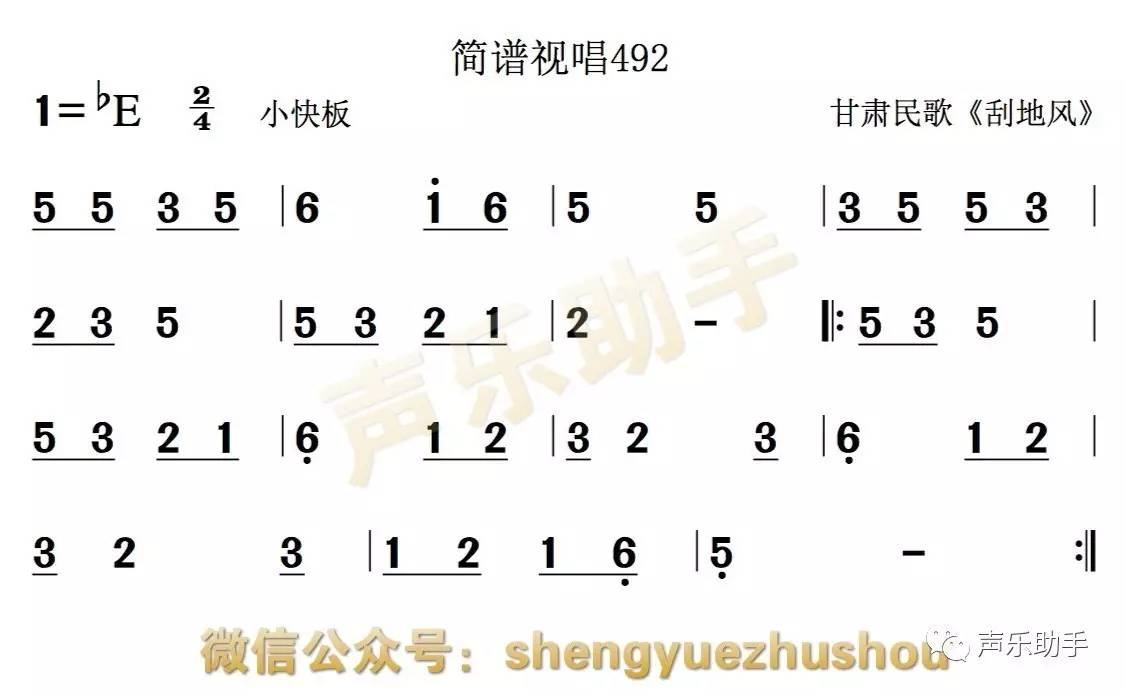 简谱视唱492
1=♭E 2/4 小快板 甘肃民歌《刮地风》
5 5 3 5 | 6 i 6 | 5 5 | 3 5 5 3 |
2 3 5 | 5 3 2 1 | 2 – ‖: 5 3 5 |
5 3 2 1 | 6̣ 1 2 | 3 2 3 | 6̣ 1 2 |
3 2 3 | 1 2 1 6̣ | 5̣ – :‖
声乐助手
微信公众号：shengyuezhushou
声乐助手